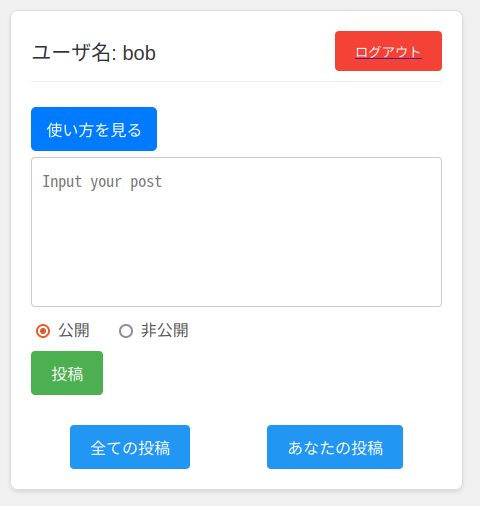 ユーザ名: bob
ログアウト
使い方を見る
Input your post
公開 非公開
投稿
全ての投稿 あなたの投稿